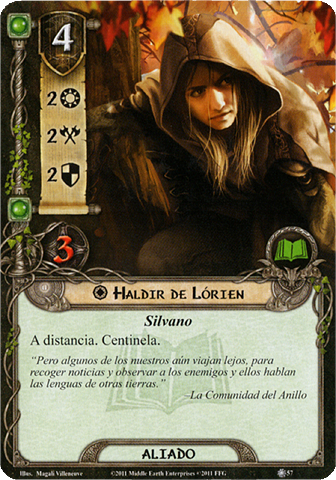 4
2
2
2
3
Haldir de Lórien
Silvano
A distancia. Centinela.
“Pero algunos de los nuestros aún viajan lejos, para
recoger noticias y observar a los enemigos y ellos hablan
las lenguas de otras tierras.”
–La Comunidad del Anillo
ALIADO
Illus. Magali Villeneuve
©2011 Middle Earth Enterprises • ©2011 FFG
57